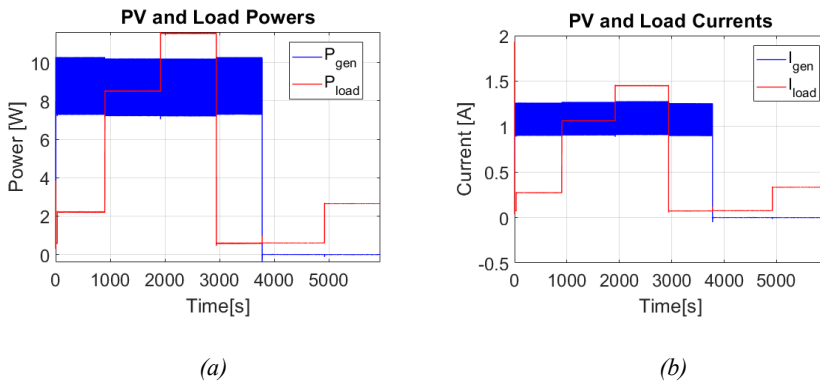 PV and Load Powers
Power [W]
10
8
6
4
2
0
0
1000
2000
3000
4000
5000
Time[s]
P_gen
P_load
(a)
PV and Load Currents
Current [A]
2
1.5
1
0.5
0
-0.5
0
1000
2000
3000
4000
5000
Time[s]
I_gen
I_load
(b)